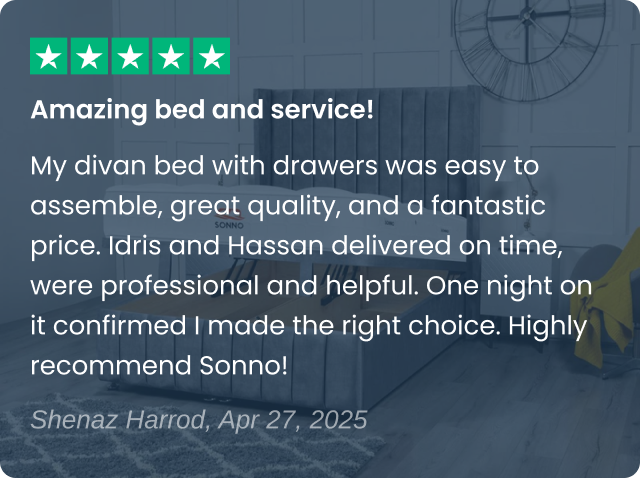 Amazing bed and service!
My divan bed with drawers was easy to
assemble, great quality, and a fantastic
price. Idris and Hassan delivered on time,
were professional and helpful. One night on
it confirmed I made the right choice. Highly
recommend Sonno!
Shenaz Harrod, Apr 27, 2025
SONNO